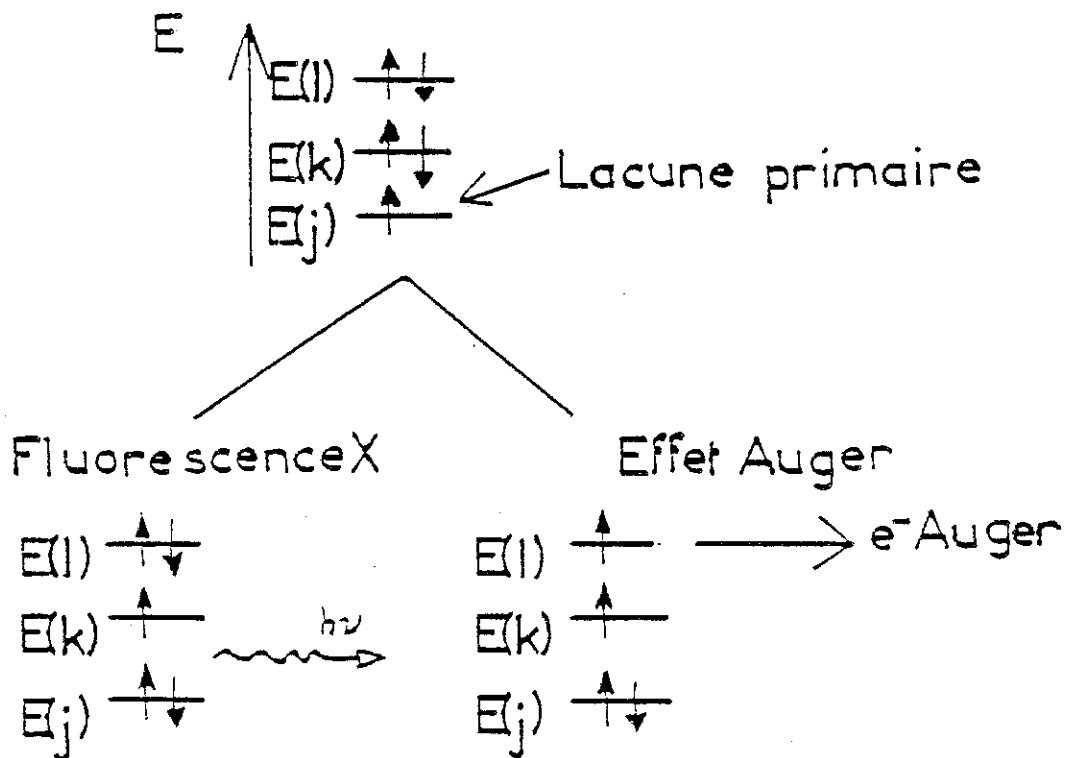 E
E(l)
E(k)
Lacune primaire
E(j)
Fluorescence X
Effet Auger
E(l)
E(k)
hν
E(j)
E(l)
e⁻ Auger
E(k)
E(j)